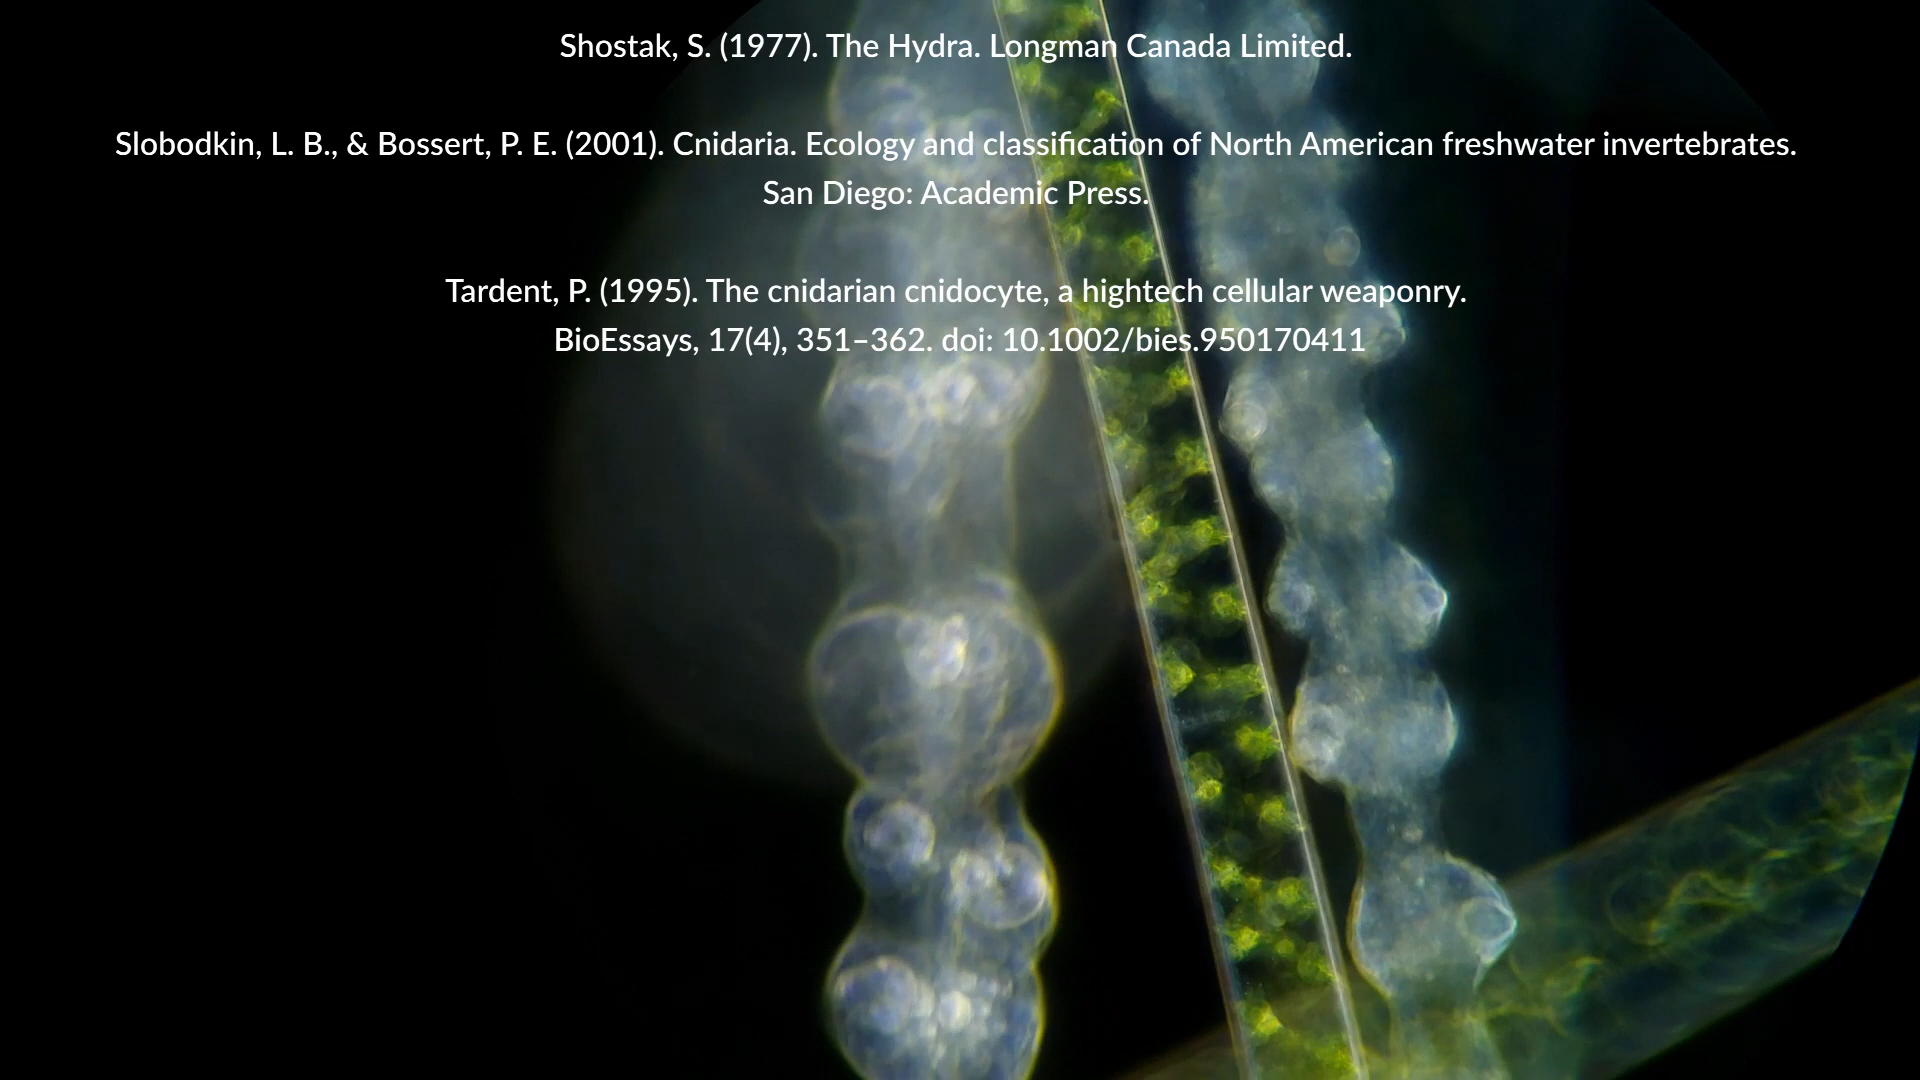 Shostak, S. (1977). The Hydra. Longman Canada Limited.
Slobodkin, L. B., & Bossert, P. E. (2001). Cnidaria. Ecology and classification of North American freshwater invertebrates.
San Diego: Academic Press.
Tardent, P. (1995). The cnidarian cnidocyte, a hightech cellular weaponry.
BioEssays, 17(4), 351–362. doi: 10.1002/bies.950170411